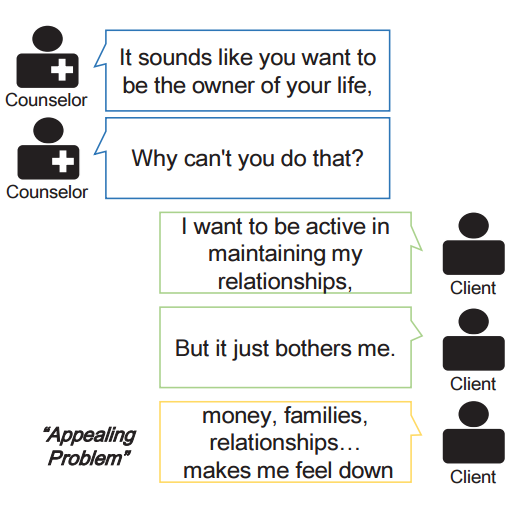 It sounds like you want to
be the owner of your life,
Counselor
Why can't you do that?
Counselor
I want to be active in
maintaining my
relationships,
Client
But it just bothers me.
Client
“Appealing
Problem”
money, families,
relationships…
makes me feel down
Client